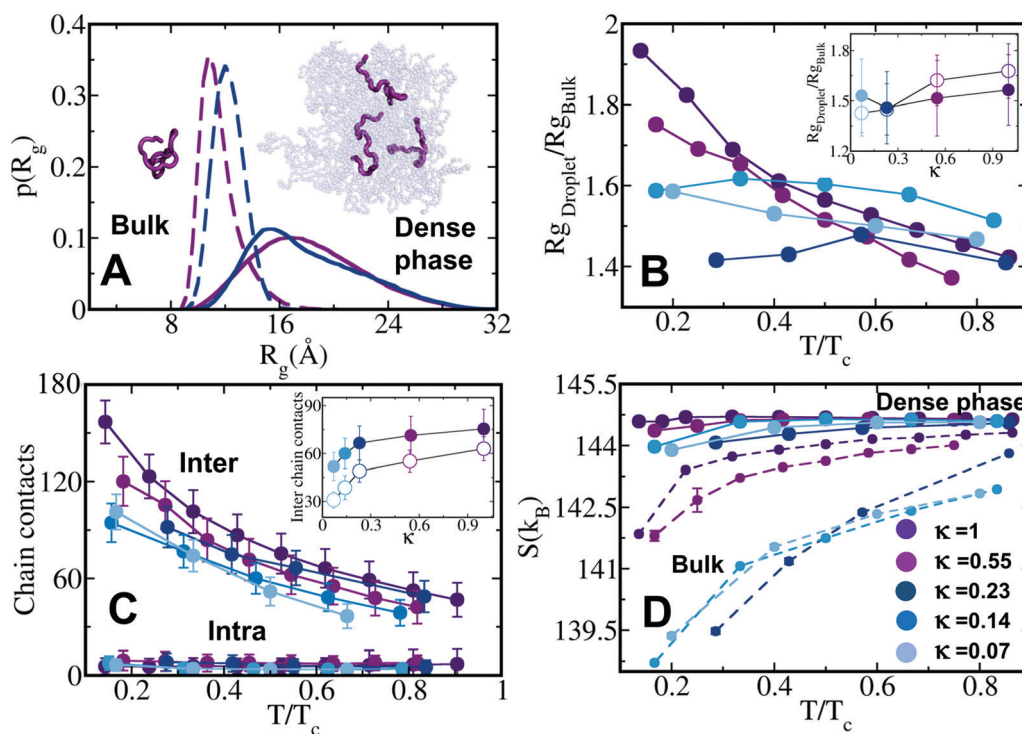 0.4
0.3
0.2
0.1
0
p(R_g)
Bulk
Dense
phase
A
8
16
24
32
R_g(Å)
2
1.8
1.6
1.4
Rg_Droplet/Rg_Bulk
B
0.2
0.4
0.6
0.8
T/T_c
1.8
1.5
1.2
Rg_Droplet/Rg_Bulk
0
0.3
0.6
0.9
κ
180
120
60
0
Chain contacts
Inter
Intra
C
0.2
0.4
0.6
0.8
1
T/T_c
90
60
30
Inter chain contacts
0
0.3
0.6
0.9
κ
145.5
144
142.5
141
139.5
S(k_B)
Dense phase
Bulk
D
κ=1
κ=0.55
κ=0.23
κ=0.14
κ=0.07
0.2
0.4
0.6
0.8
T/T_c